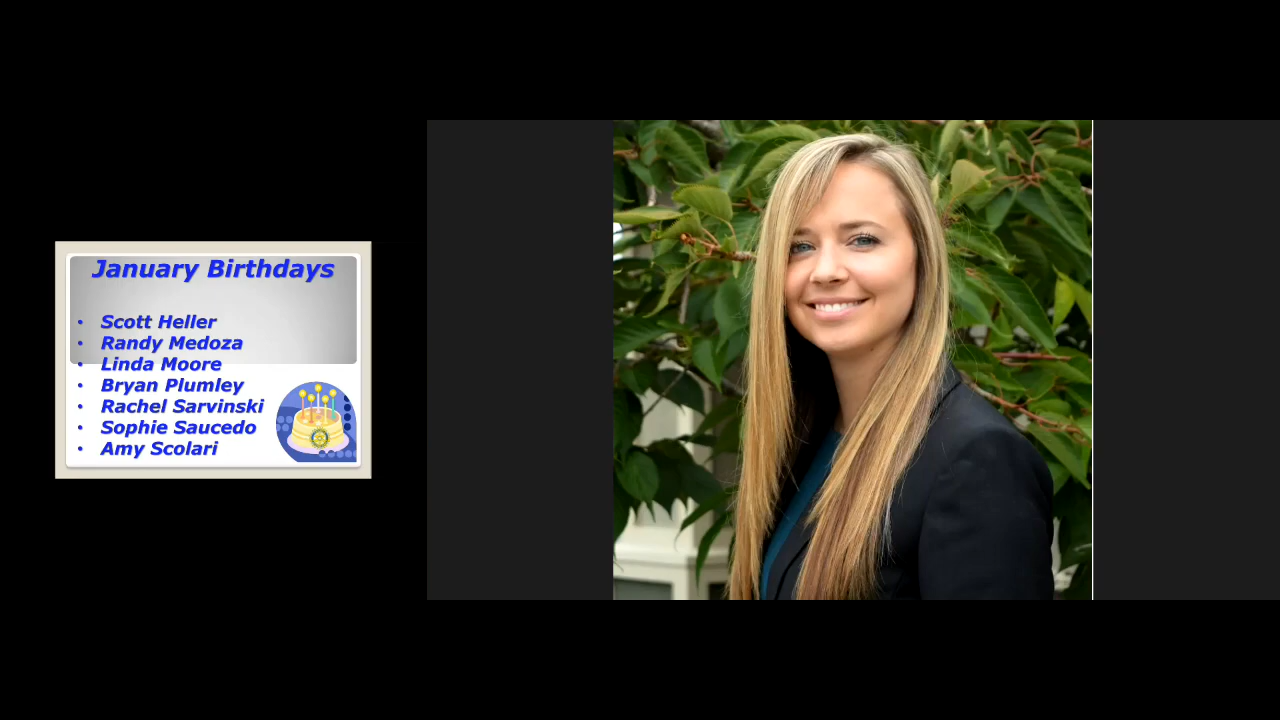 January Birthdays
• Scott Heller
• Randy Medoza
• Linda Moore
• Bryan Plumley
• Rachel Sarvinski
• Sophie Saucedo
• Amy Scolari